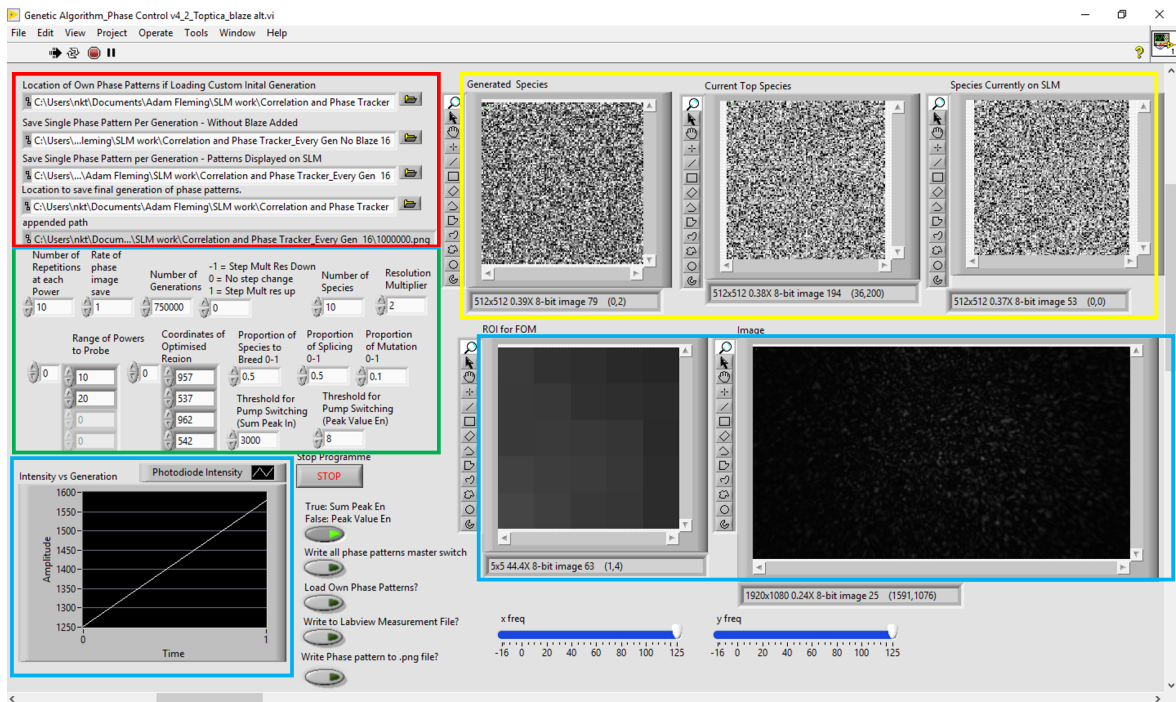 Genetic Algorithm_Phase Control v4_2_Toptica_blaze alt.vi
File Edit View Project Operate Tools Window Help
Location of Own Phase Patterns if Loading Custom Inital Generation
C:\Users\nkt\Documents\Adam Fleming\SLM work\Correlation and Phase Tracker
Save Single Phase Pattern Per Generation - Without Blaze Added
C:\Users\...leming\SLM work\Correlation and Phase Tracker_Every Gen No Blaze 16
Save Single Phase Pattern per Generation - Patterns Displayed on SLM
C:\Users\...\Adam Fleming\SLM work\Correlation and Phase Tracker_Every Gen 16
Location to save final generation of phase patterns.
C:\Users\nkt\Documents\Adam Fleming\SLM work\Correlation and Phase Tracker
appended path
C:\Users\nkt\Docum...\SLM work\Correlation and Phase Tracker_Every Gen 16\1000000.png
Generated Species
512x512 0.39X 8-bit image 79 (0,2)
Current Top Species
512x512 0.38X 8-bit image 194 (36,200)
Species Currently on SLM
512x512 0.37X 8-bit image 53 (0,0)
Number of
Repetitions
at each
Power
10
Rate of
phase
image
save
1
Number of
Generations
750000
-1 = Step Mult Res Down
0 = No step change
1 = Step Mult res up
0
Number of
Species
10
Resolution
Multiplier
2
Range of Powers
to Probe
0
10
20
0
0
Coordinates of
Optimised
Region
0
957
537
962
542
Proportion of
Species to
Breed 0-1
0.5
Proportion
of Splicing
0-1
0.5
Proportion
of Mutation
0-1
0.1
Threshold for
Pump Switching
(Sum Peak In)
3000
Threshold for
Pump Switching
(Peak Value En)
8
ROI for FOM
5x5 44.4X 8-bit image 63 (1,4)
Image
1920x1080 0.24X 8-bit image 25 (1591,1076)
Intensity vs Generation
Photodiode Intensity
1600
1550
1500
1450
1400
1350
1300
1250
Amplitude
0 1
Time
Stop Programme
STOP
True: Sum Peak En
False: Peak Value En
Write all phase patterns master switch
Load Own Phase Patterns?
Write to Labview Measurement File?
Write Phase pattern to .png file?
x freq
-16 0 20 40 60 80 100 125
y freq
-16 0 20 40 60 80 100 125